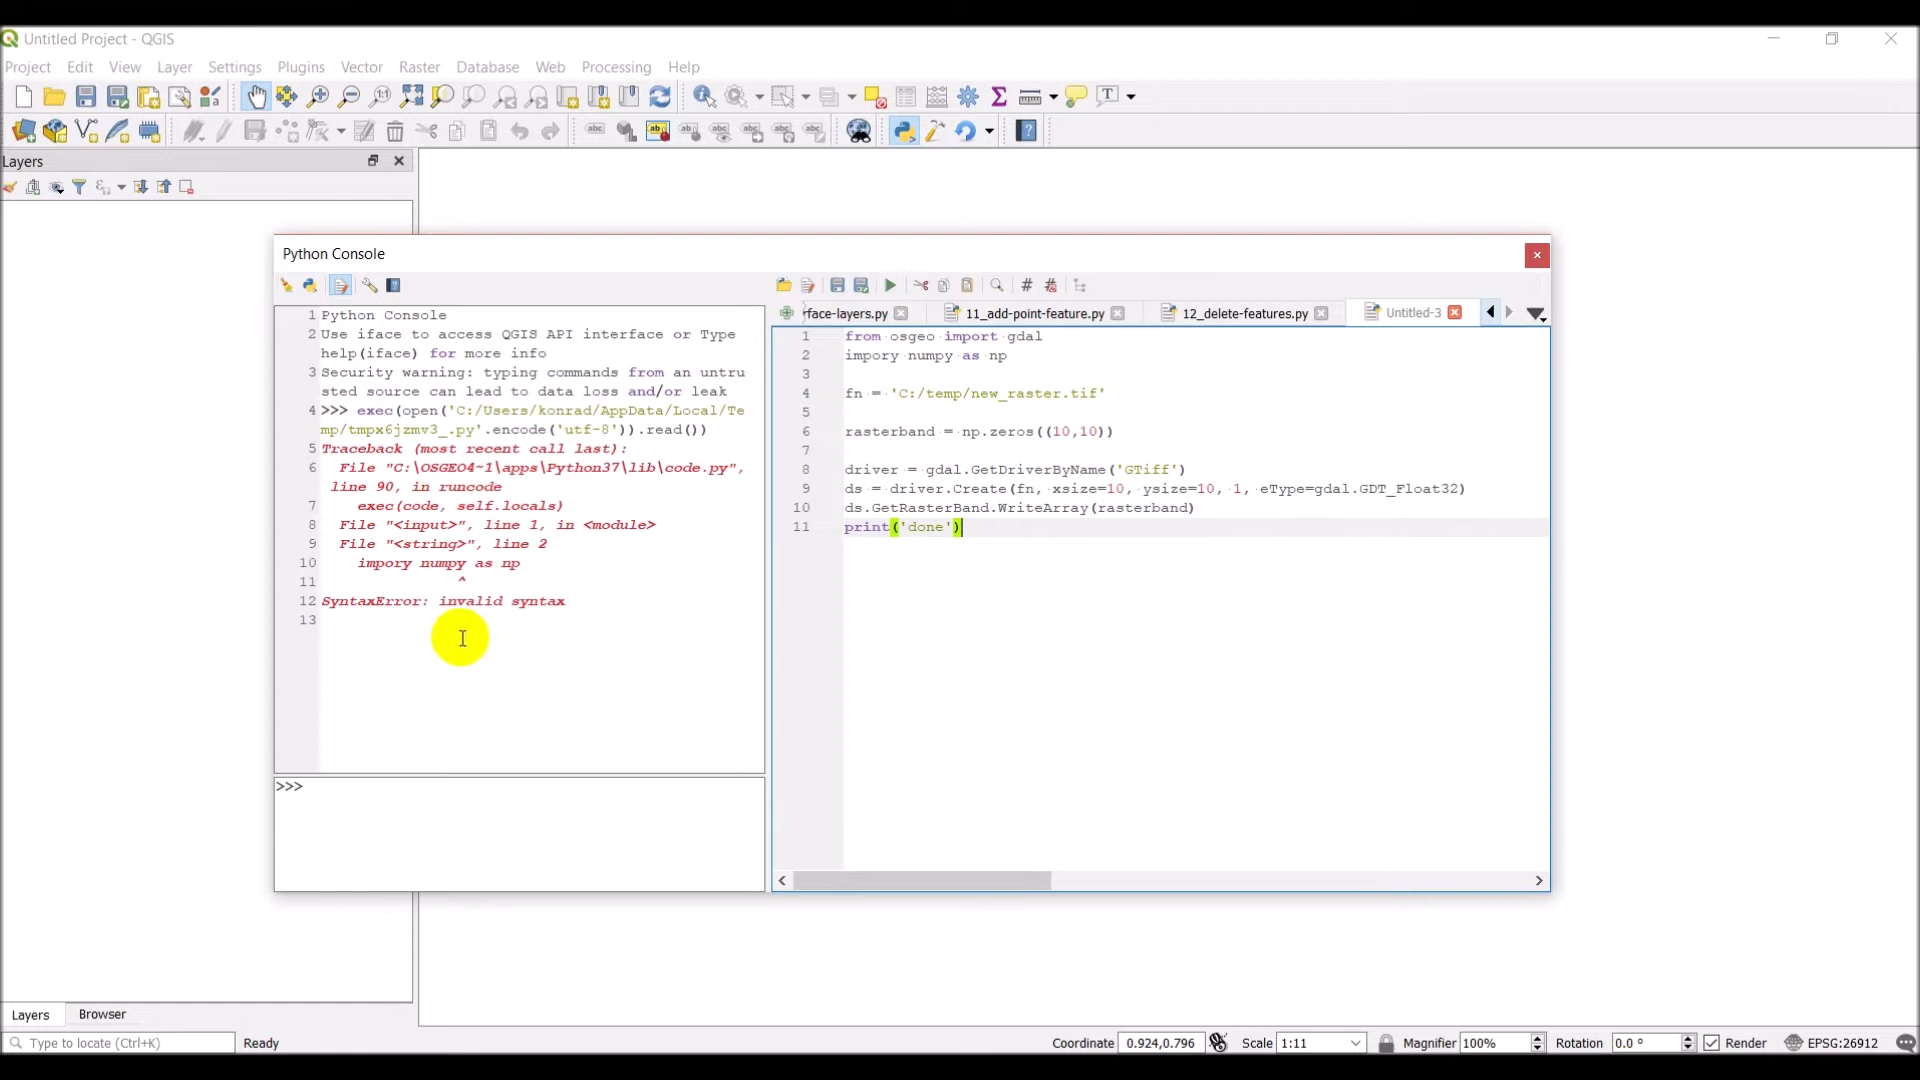 Untitled Project - QGIS
Project Edit View Layer Settings Plugins Vector Raster Database Web Processing Help
Layers
Python Console
1 Python Console
2 Use iface to access QGIS API interface or Type
help(iface) for more info
3 Security warning: typing commands from an untru
sted source can lead to data loss and/or leak
4 >>> exec(open('C:/Users/konrad/AppData/Local/Te
mp/tmpx6jzmv3_.py'.encode('utf-8')).read())
5 Traceback (most recent call last):
6 File "C:\OSGEO4~1\apps\Python37\lib\code.py",
line 90, in runcode
7 exec(code, self.locals)
8 File "<input>", line 1, in <module>
9 File "<string>", line 2
10 impory numpy as np
11 ^
12 SyntaxError: invalid syntax
13
>>>
rface-layers.py 11_add-point-feature.py 12_delete-features.py Untitled-3
1 from osgeo import gdal
2 impory numpy as np
3
4 fn = 'C:/temp/new_raster.tif'
5
6 rasterband = np.zeros((10,10))
7
8 driver = gdal.GetDriverByName('GTiff')
9 ds = driver.Create(fn, xsize=10, ysize=10, 1, eType=gdal.GDT_Float32)
10 ds.GetRasterBand.WriteArray(rasterband)
11 print('done')
Layers Browser
Type to locate (Ctrl+K) Ready Coordinate 0.924,0.796 Scale 1:11 Magnifier 100% Rotation 0.0 ° Render EPSG:26912